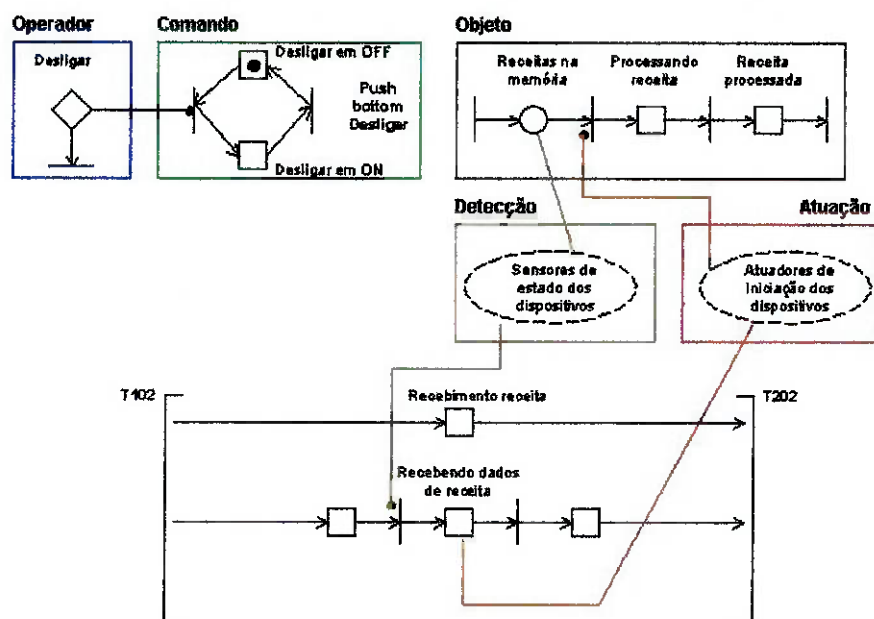 Operador
Comando
Objeto
Desligar
Desligar em OFF
Push
bottom
Desligar
Desligar em ON
Receitas na
memória
Processando
receita
Receita
processada
Detecção
Atuação
Sensores de
estado dos
dispositivos
Atuadores de
iniciação dos
dispositivos
T102
Recebimento receita
T202
Recebendo dados
de receita